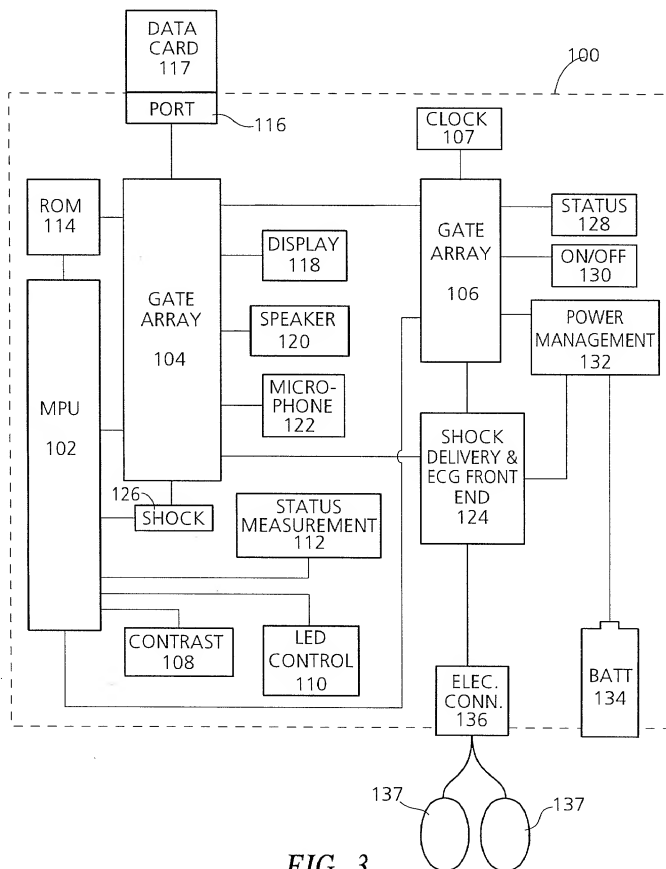 DATA
CARD
117
100
PORT
116
CLOCK
107
ROM
114
GATE
ARRAY
104
DISPLAY
118
SPEAKER
120
MICRO-
PHONE
122
GATE
ARRAY
106
STATUS
128
ON/OFF
130
POWER
MANAGEMENT
132
MPU
102
SHOCK
DELIVERY &
ECG FRONT
END
124
126
SHOCK
STATUS
MEASUREMENT
112
CONTRAST
108
LED
CONTROL
110
ELEC.
CONN.
136
BATT
134
137
137
FIG. 3